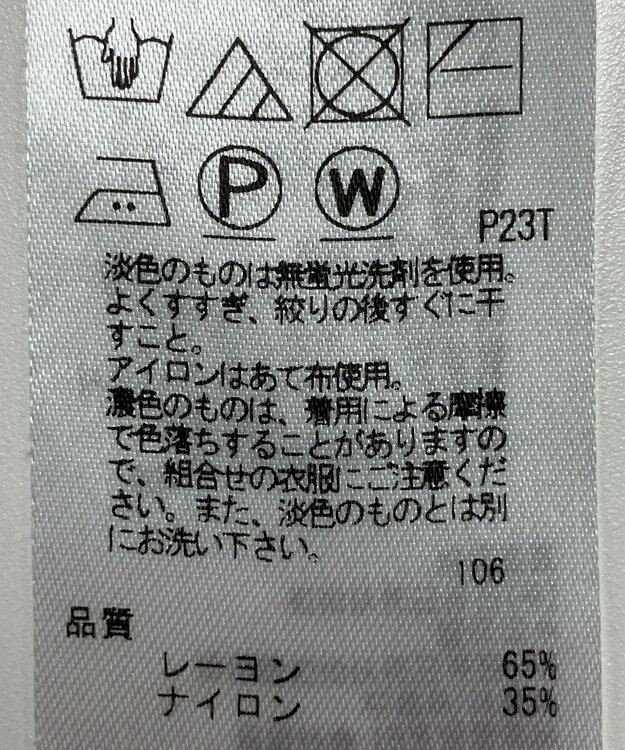 P W
P23T
淡色のものは無蛍光洗剤を使用。
よくすすぎ、絞りの後すぐに干
すこと。
アイロンはあて布使用。
濃色のものは、着用による摩擦
で色落ちすることがありますの
で、組合せの衣服にご注意くだ
さい。また、淡色のものとは別
にお洗い下さい。
106
品質
レーヨン 65%
ナイロン 35%